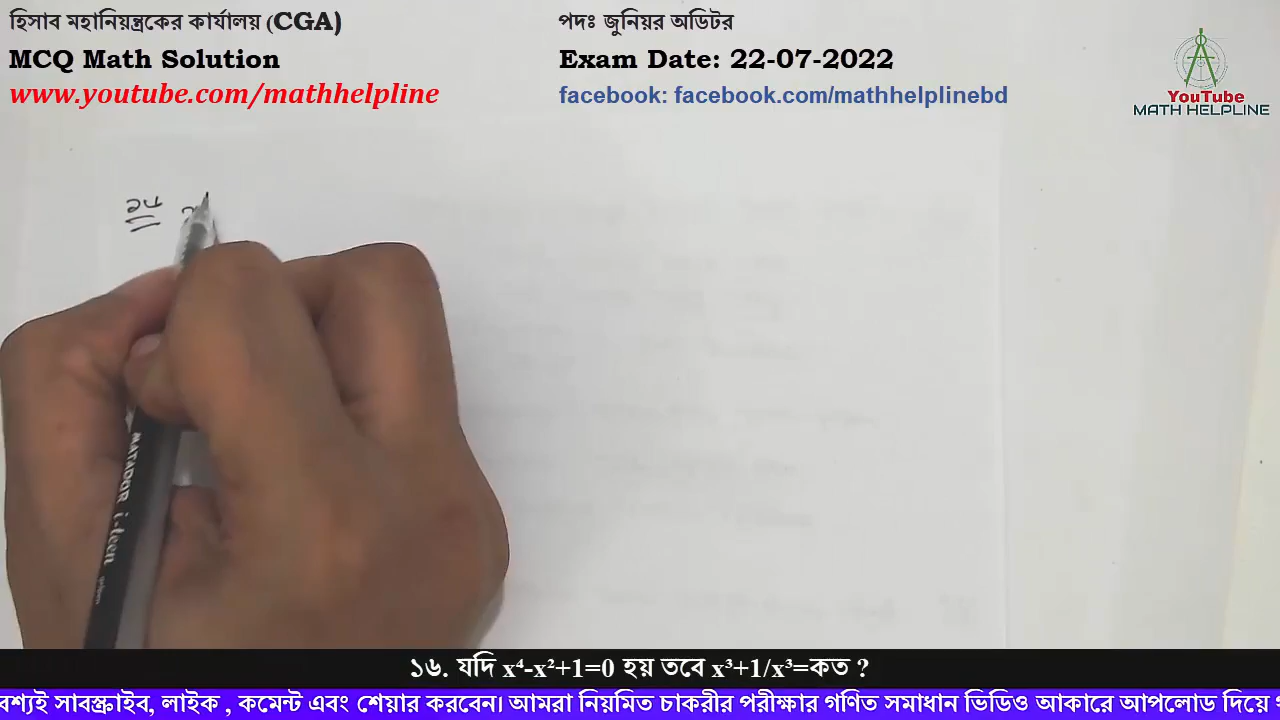 হিসাব মহানিয়ন্ত্রকের কার্যালয় (CGA)
পদঃ জুনিয়র অডিটর
MCQ Math Solution
Exam Date: 22-07-2022
www.youtube.com/mathhelpline
facebook: facebook.com/mathhelplinebd
YouTube
MATH HELPLINE
MATADOR i-teen
১৬. যদি x⁴-x²+1=0 হয় তবে x³+1/x³=কত ?
বশ্যই সাবস্ক্রাইব, লাইক , কমেন্ট এবং শেয়ার করবেন। আমরা নিয়মিত চাকরীর পরীক্ষার গণিত সমাধান ভিডিও আকারে আপলোড দিয়ে